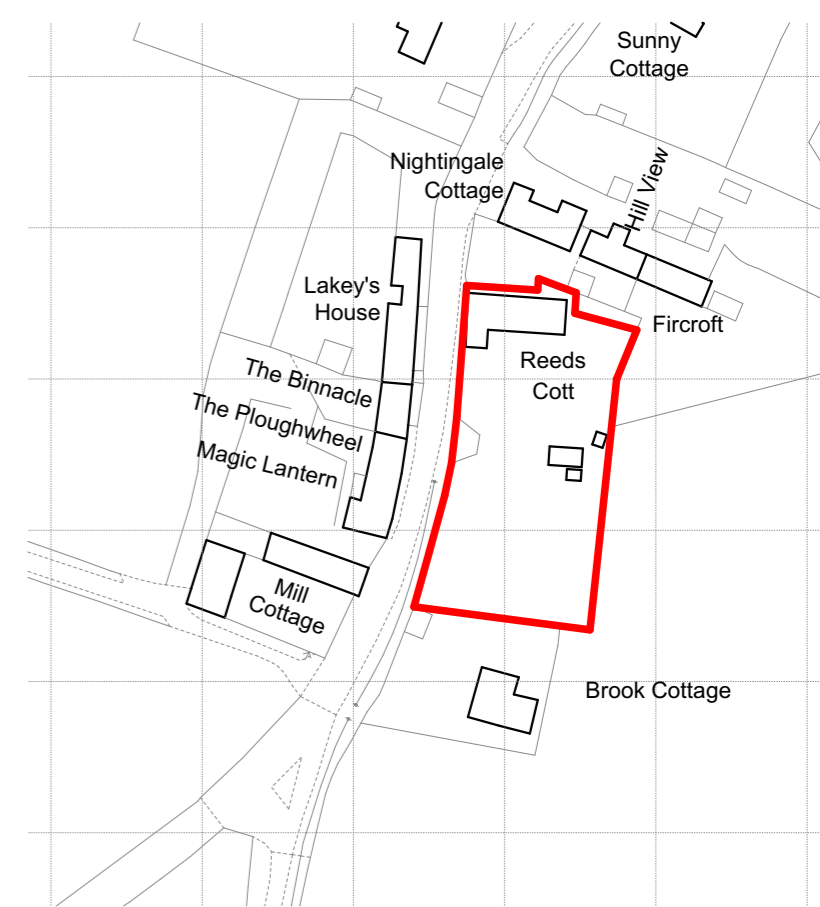 Sunny
Cottage
Nightingale
Cottage
Hill View
Lakey's
House
Fircroft
Reeds
Cott
The Binnacle
The Ploughwheel
Magic Lantern
Mill
Cottage
Brook Cottage